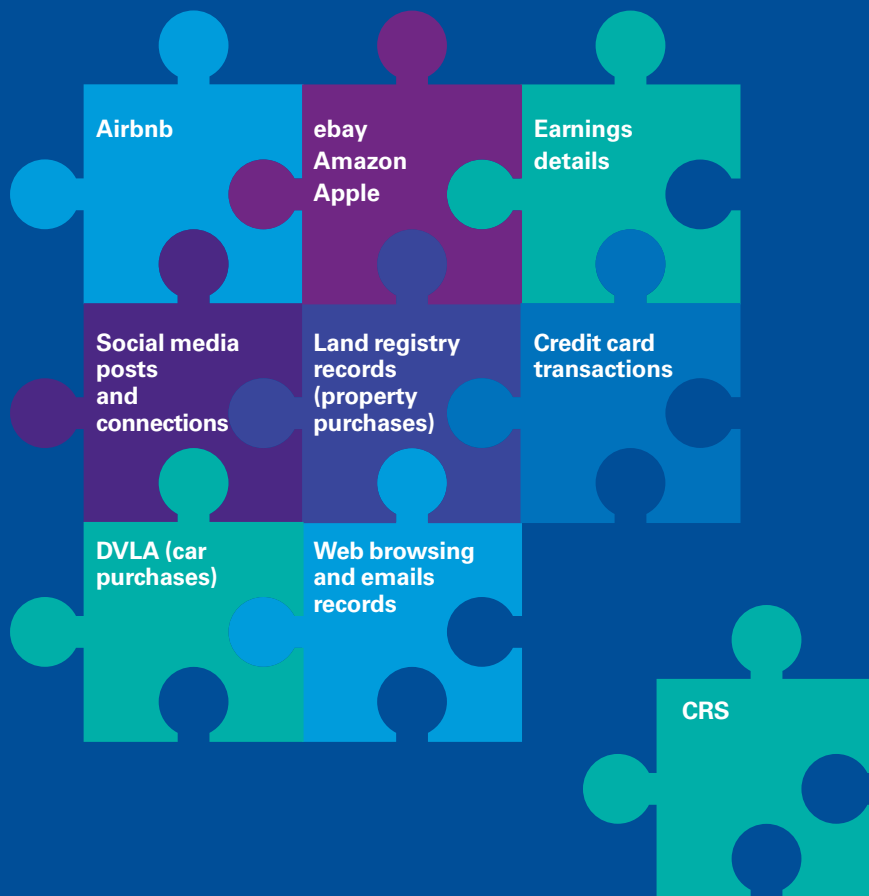 Airbnb
ebay
Amazon
Apple
Earnings
details
Social media
posts
and
connections
Land registry
records
(property
purchases)
Credit card
transactions
DVLA (car
purchases)
Web browsing
and emails
records
CRS